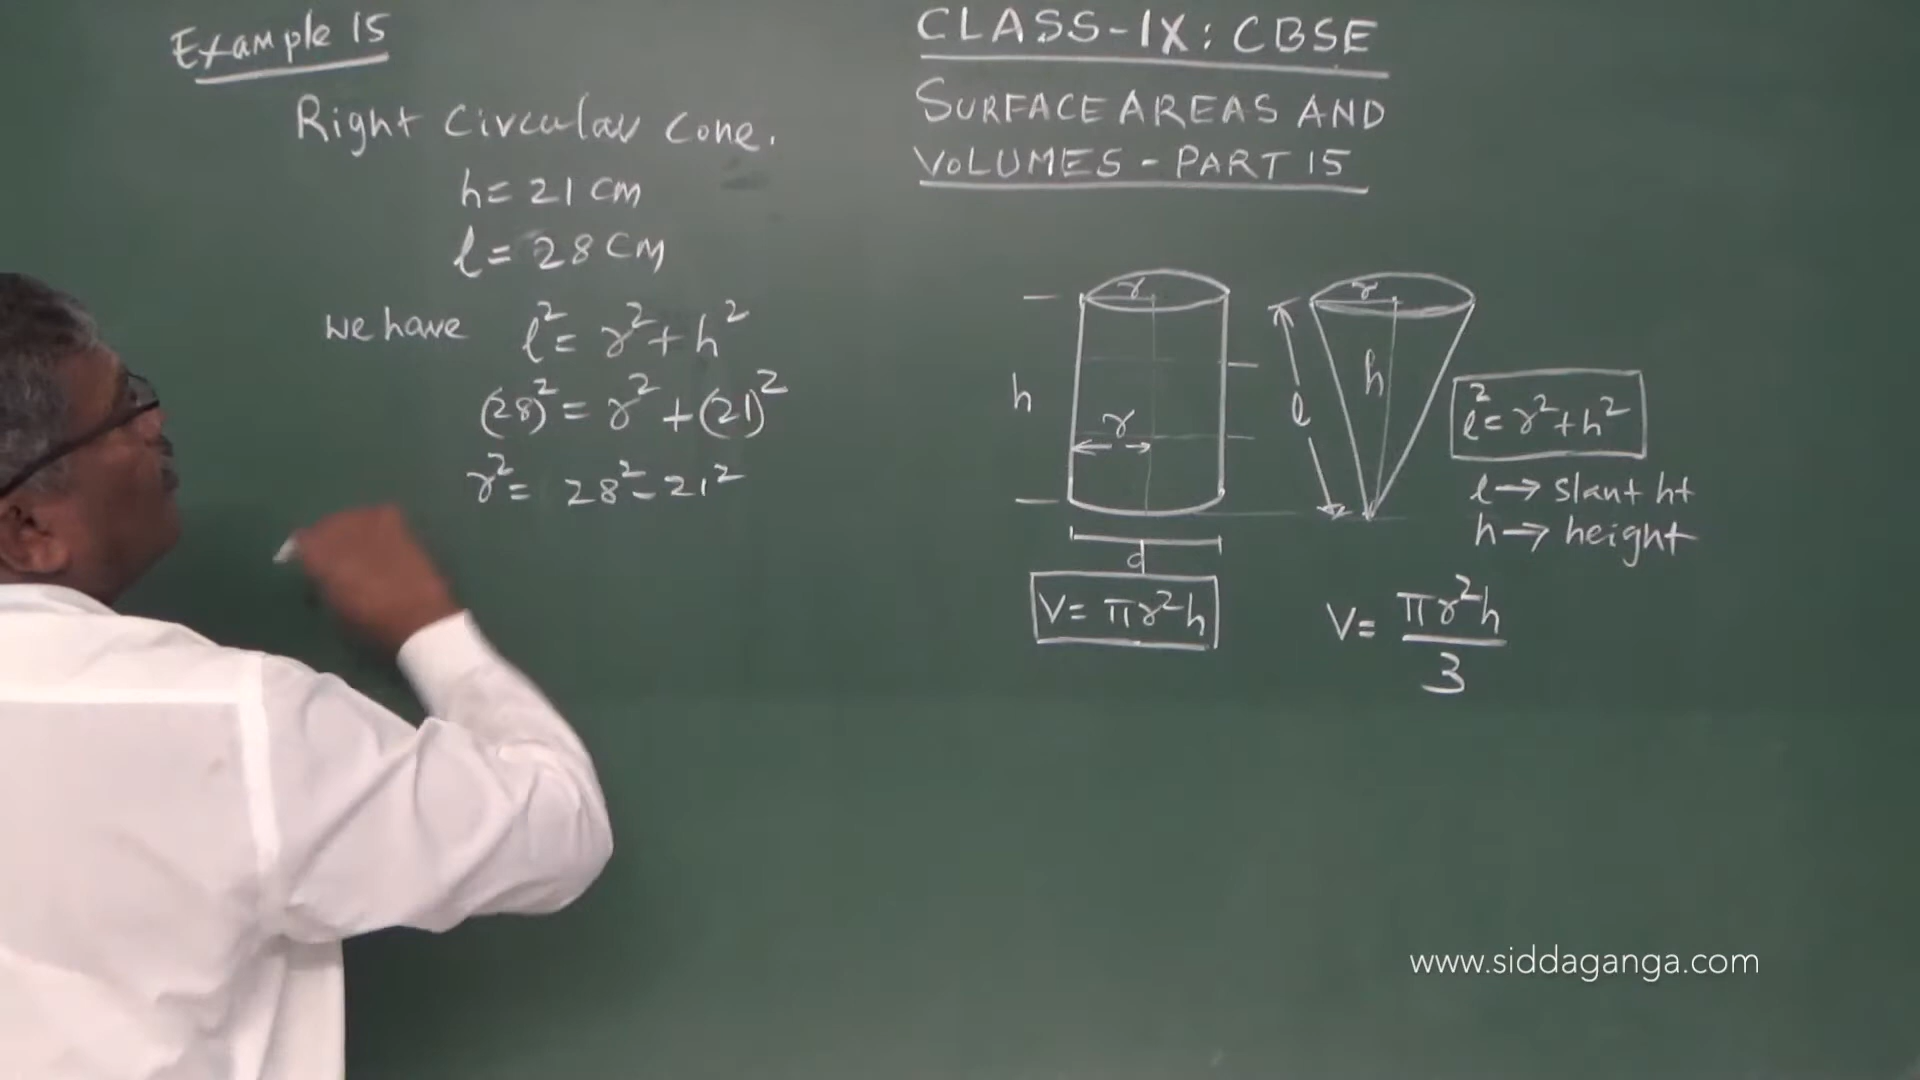 Example 15
Right Circular Cone.
h = 21 cm
l = 28 cm
we have l² = r² + h²
(28)² = r² + (21)²
r² = 28² - 21²
CLASS-IX: CBSE
SURFACE AREAS AND
VOLUMES - PART 15
r
h
r
d
V = πr²h
r
l
h
l² = r² + h²
l → slant ht
h → height
V = πr²h
3
www.siddaganga.com